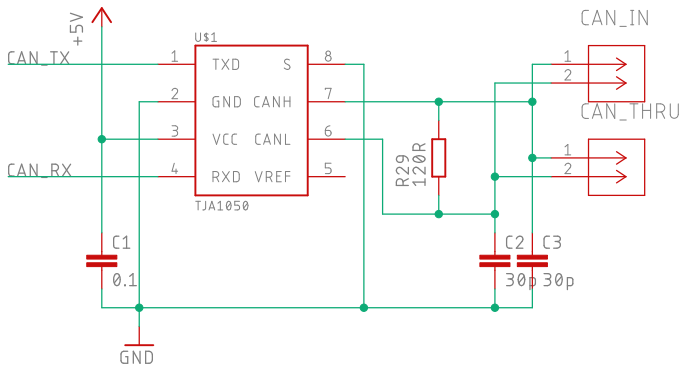 +5V
U$1
CAN_IN
CAN_TX
1
TXD
S
8
1
2
2
GND
CANH
7
CAN_THRU
3
VCC
CANL
6
R29
120R
1
2
CAN_RX
4
RXD
VREF
5
TJA1050
C1
0.1
C2
30p
C3
30p
GND